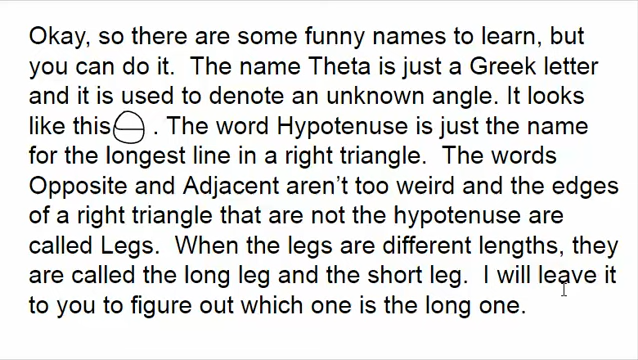 Okay, so there are some funny names to learn, but
you can do it.  The name Theta is just a Greek letter
and it is used to denote an unknown angle. It looks
like this Θ . The word Hypotenuse is just the name
for the longest line in a right triangle.  The words
Opposite and Adjacent aren't too weird and the edges
of a right triangle that are not the hypotenuse are
called Legs.  When the legs are different lengths, they
are called the long leg and the short leg.  I will leave it
to you to figure out which one is the long one.